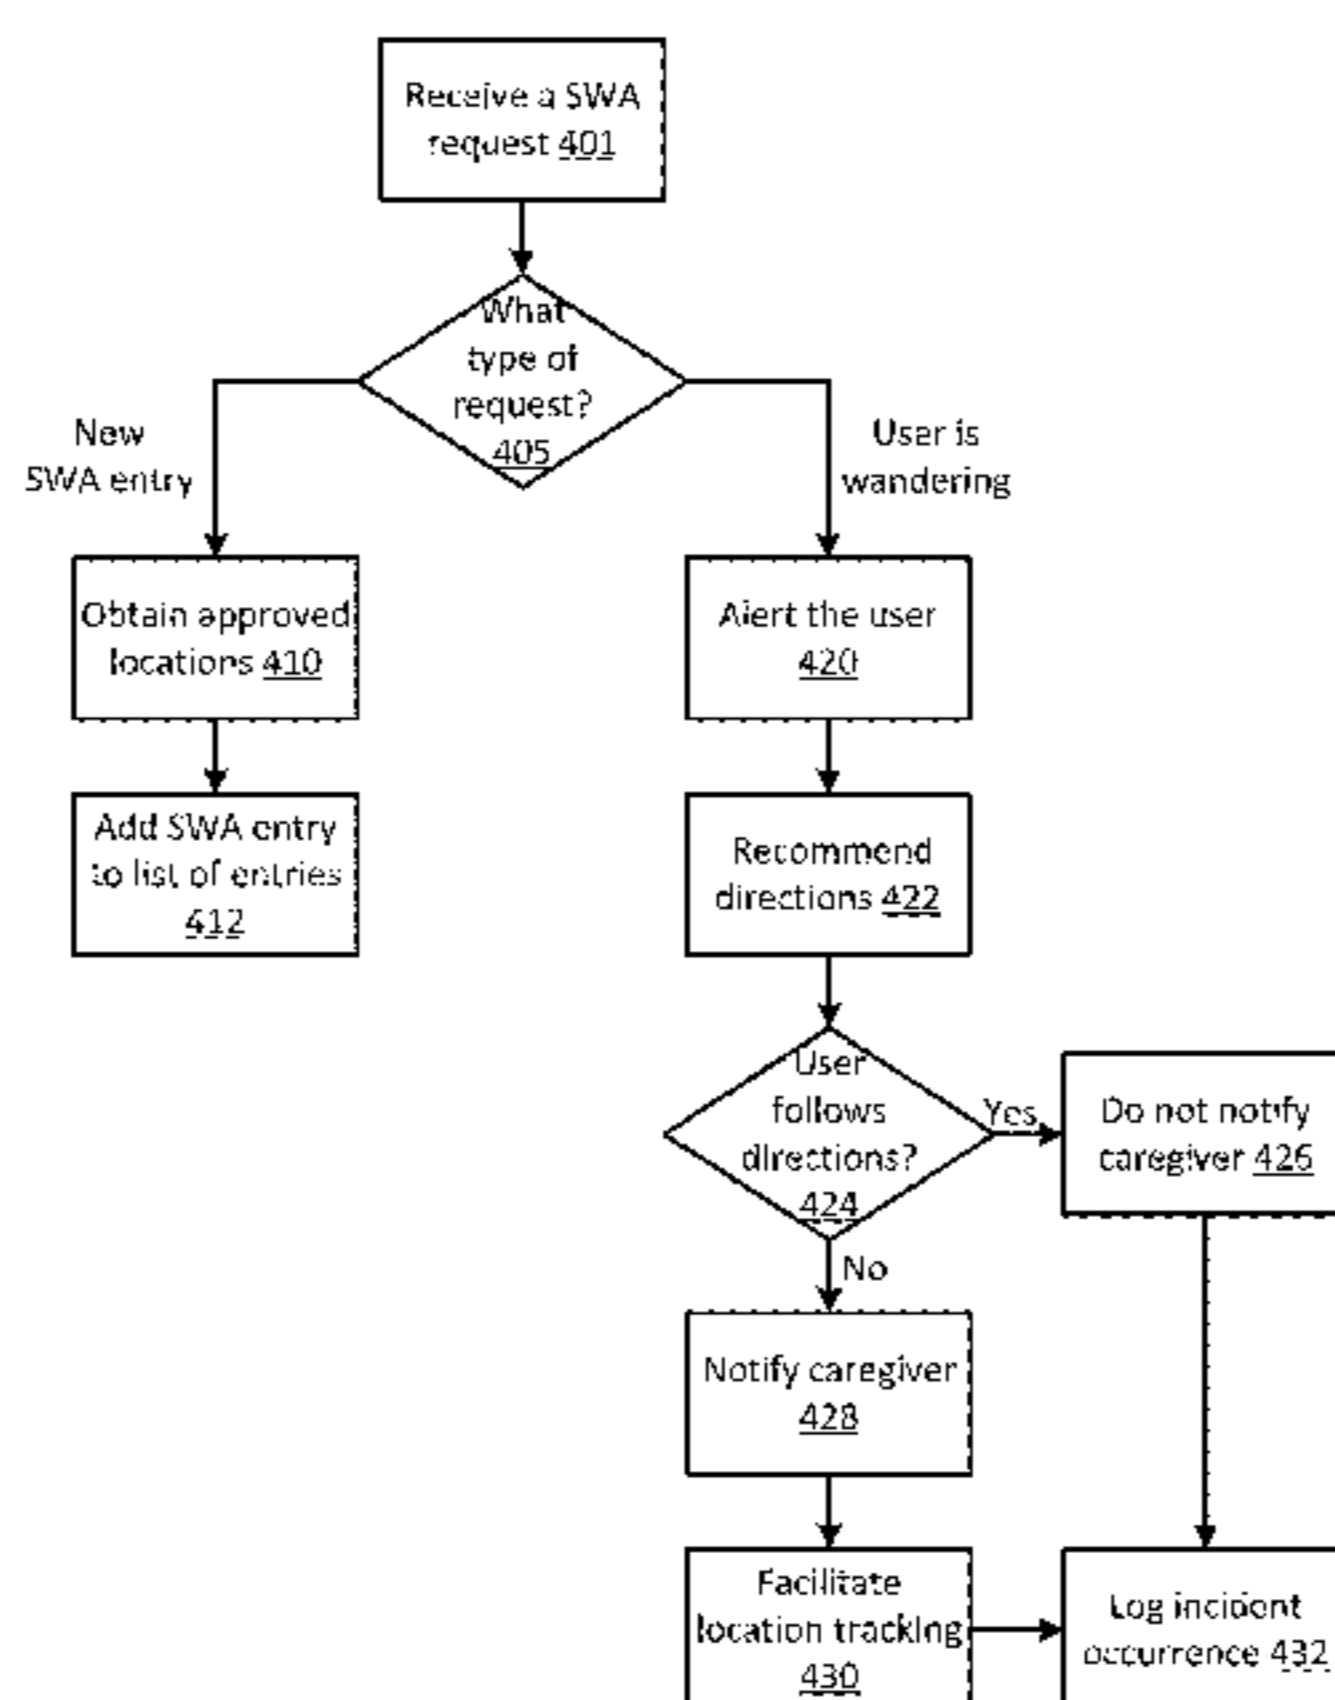 Receive a SWA
request 401
What
type of
request?
405
New
SWA entry
User is
wandering
Obtain approved
locations 410
Alert the user
420
Add SWA entry
to list of entries
412
Recommend
directions 422
User
follows
directions?
424
Yes
Do not notify
caregiver 426
No
Notify caregiver
428
Facilitate
location tracking
430
Log incident
occurrence 432